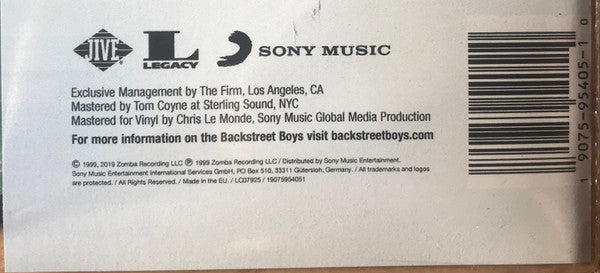 JIVE
L
LEGACY
SONY MUSIC
Exclusive Management by The Firm, Los Angeles, CA
Mastered by Tom Coyne at Sterling Sound, NYC
Mastered for Vinyl by Chris Le Monde, Sony Music Global Media Production
For more information on the Backstreet Boys visit backstreetboys.com
© 1999, 2019 Zomba Recording LLC ℗ 1999 Zomba Recording LLC / Distributed by Sony Music Entertainment.
Sony Music Entertainment International Services GmbH, PO Box 510, 33311 Gütersloh, Germany. / All trademarks and logos
are protected. / All Rights Reserved. / Made in the EU. / LC07925 / 19075954051
1 9075-95405-1 0